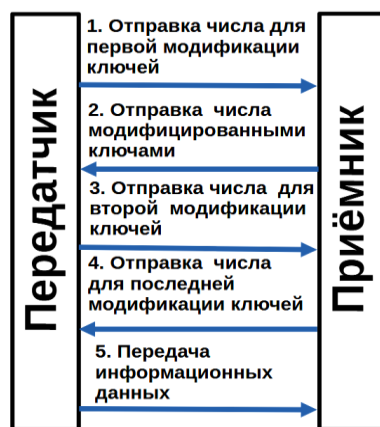 Передатчик
1. Отправка числа для
первой модификации
ключей
2. Отправка числа
модифицированными
ключами
3. Отправка числа для
второй модификации
ключей
4. Отправка числа
для последней
модификации ключей
5. Передача
информационных
данных
Приёмник